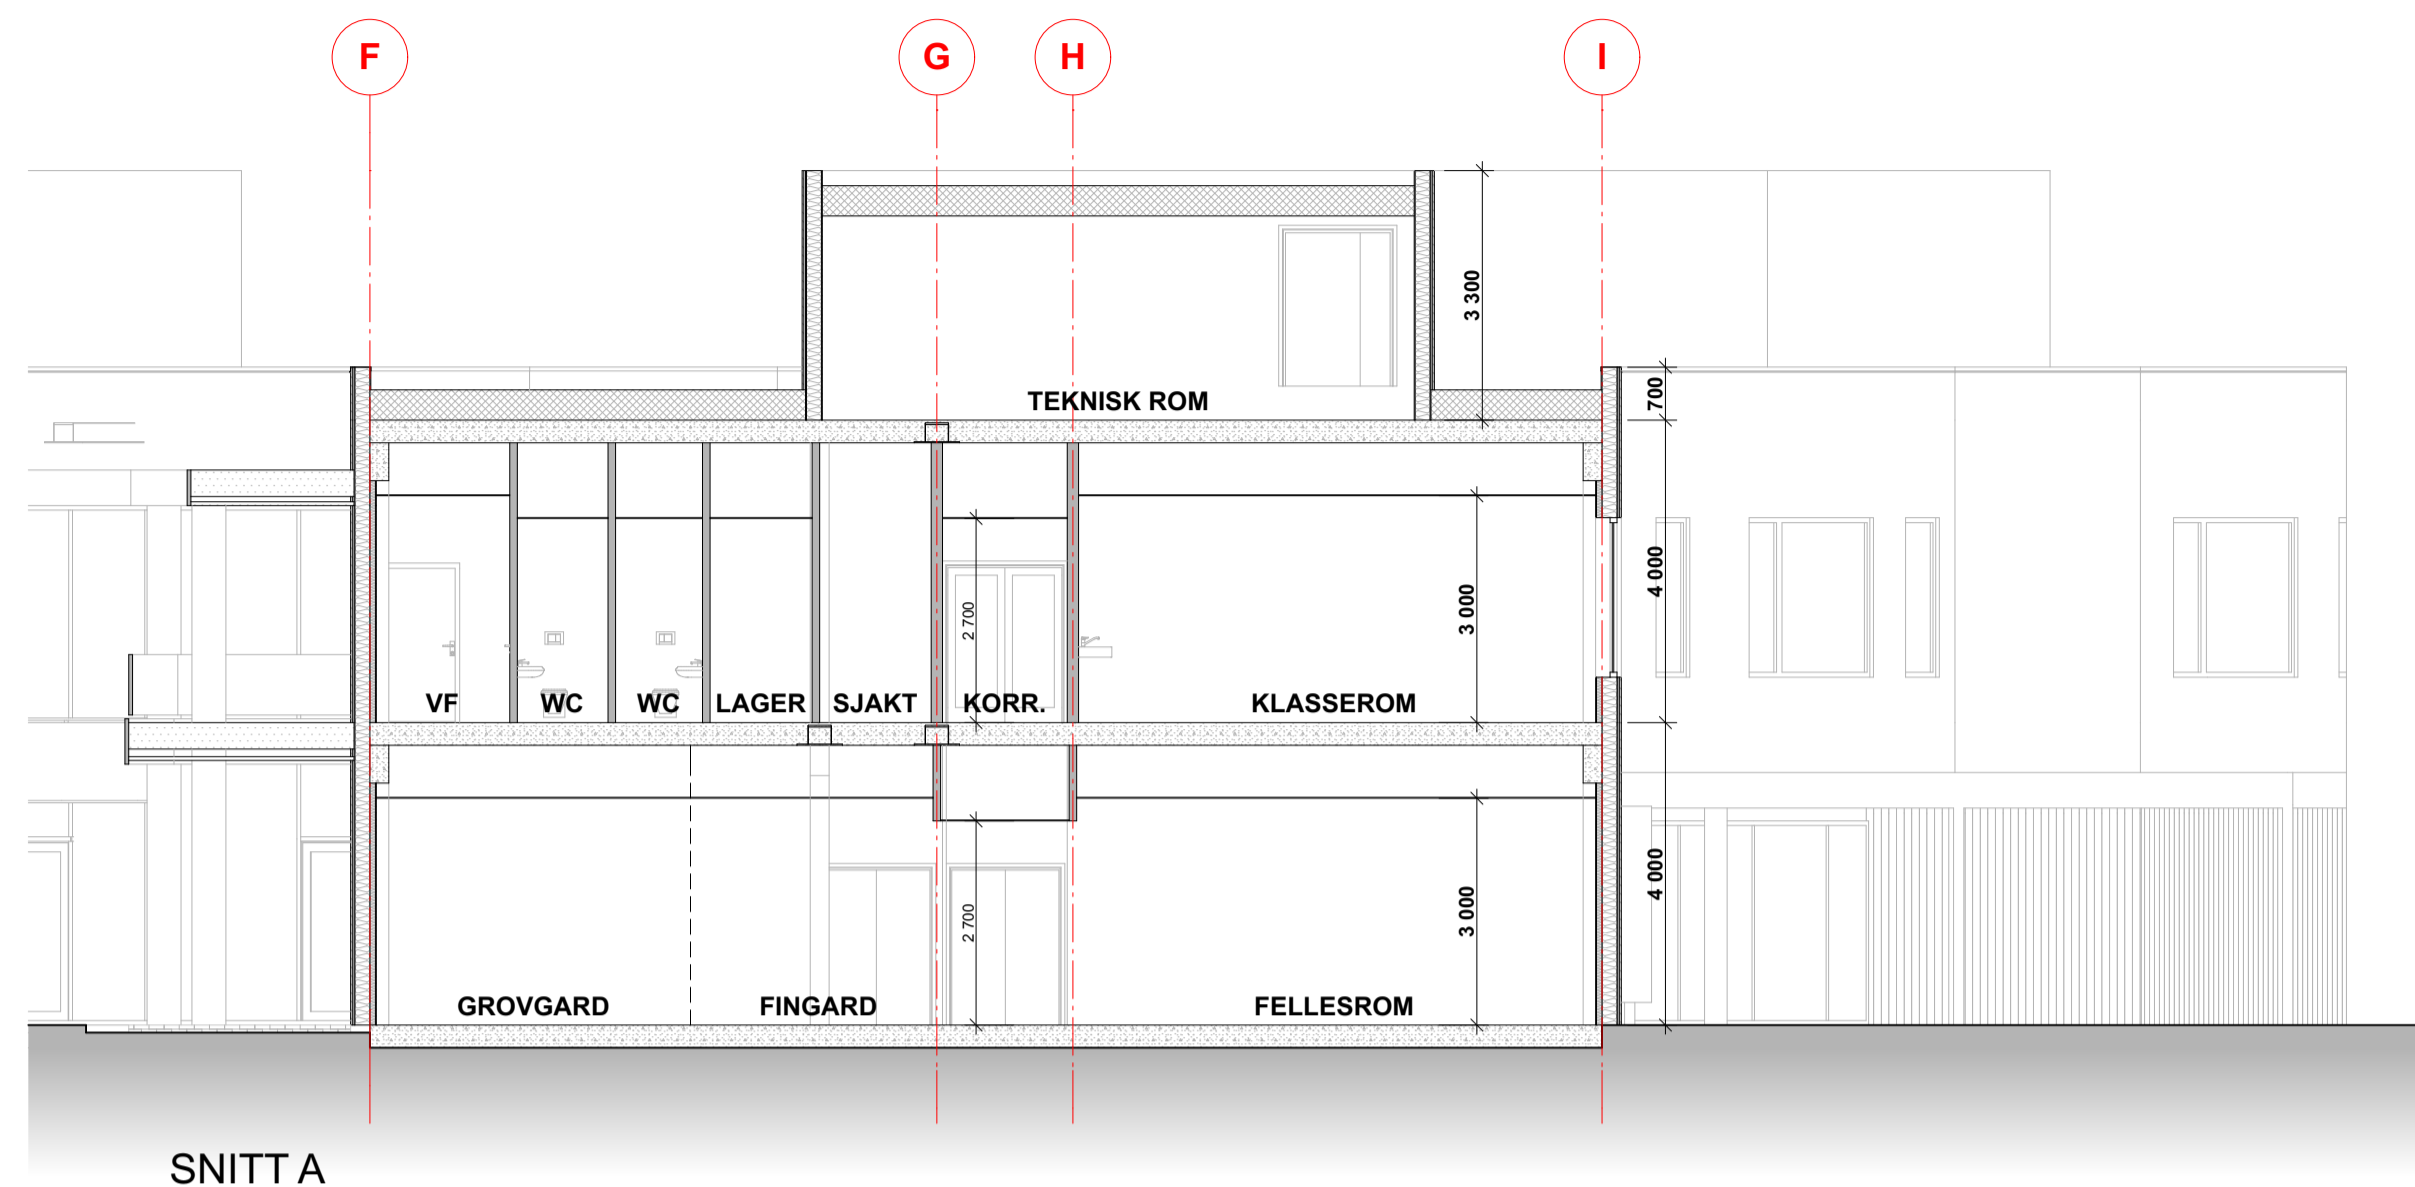 F
G
H
I
3 300
TEKNISK ROM
700
4 000
2 700
3 000
VF
WC
WC
LAGER
SJAKT
KORR.
KLASSEROM
4 000
2 700
3 000
GROVGARD
FINGARD
FELLESROM
SNITT A